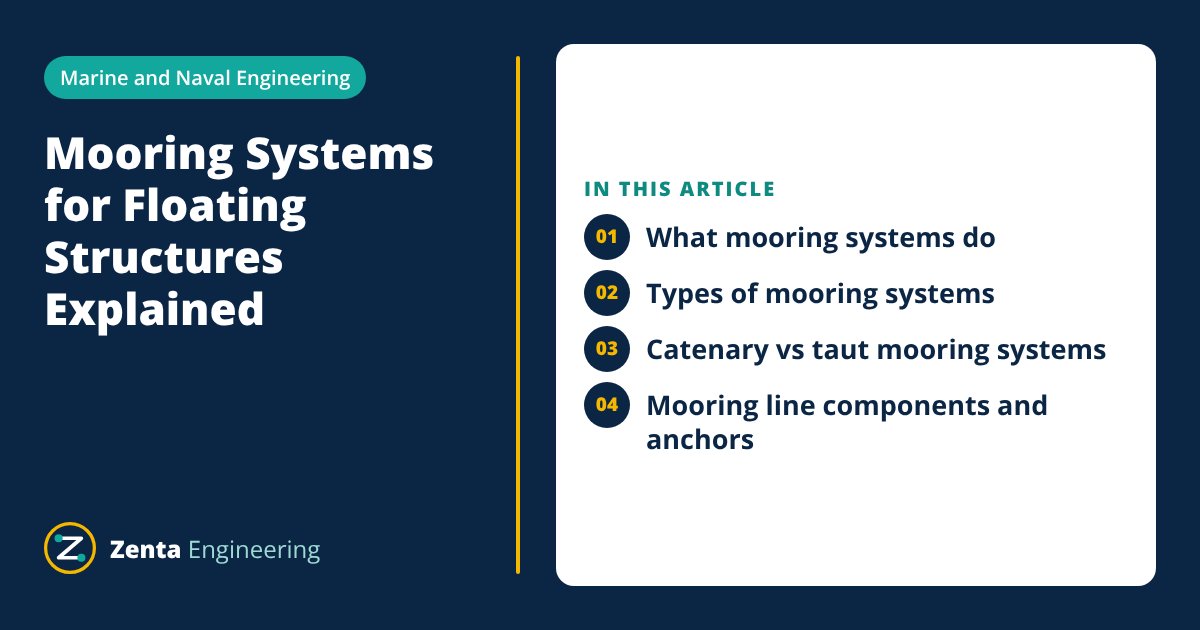 Marine and Naval Engineering
Mooring Systems
for Floating
Structures
Explained
Zenta Engineering
IN THIS ARTICLE
01 What mooring systems do
02 Types of mooring systems
03 Catenary vs taut mooring systems
04 Mooring line components and
anchors